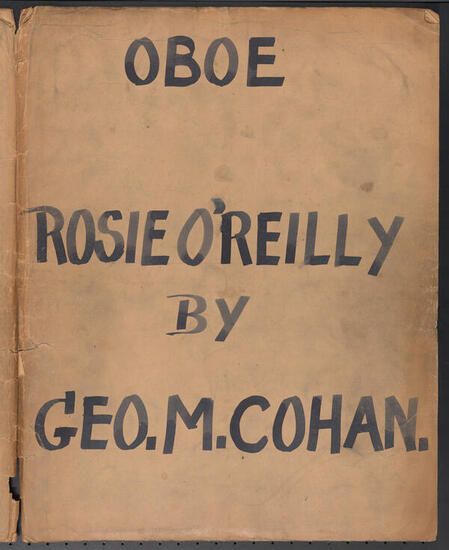 OBOE
ROSIE O'REILLY
BY
GEO. M. COHAN.